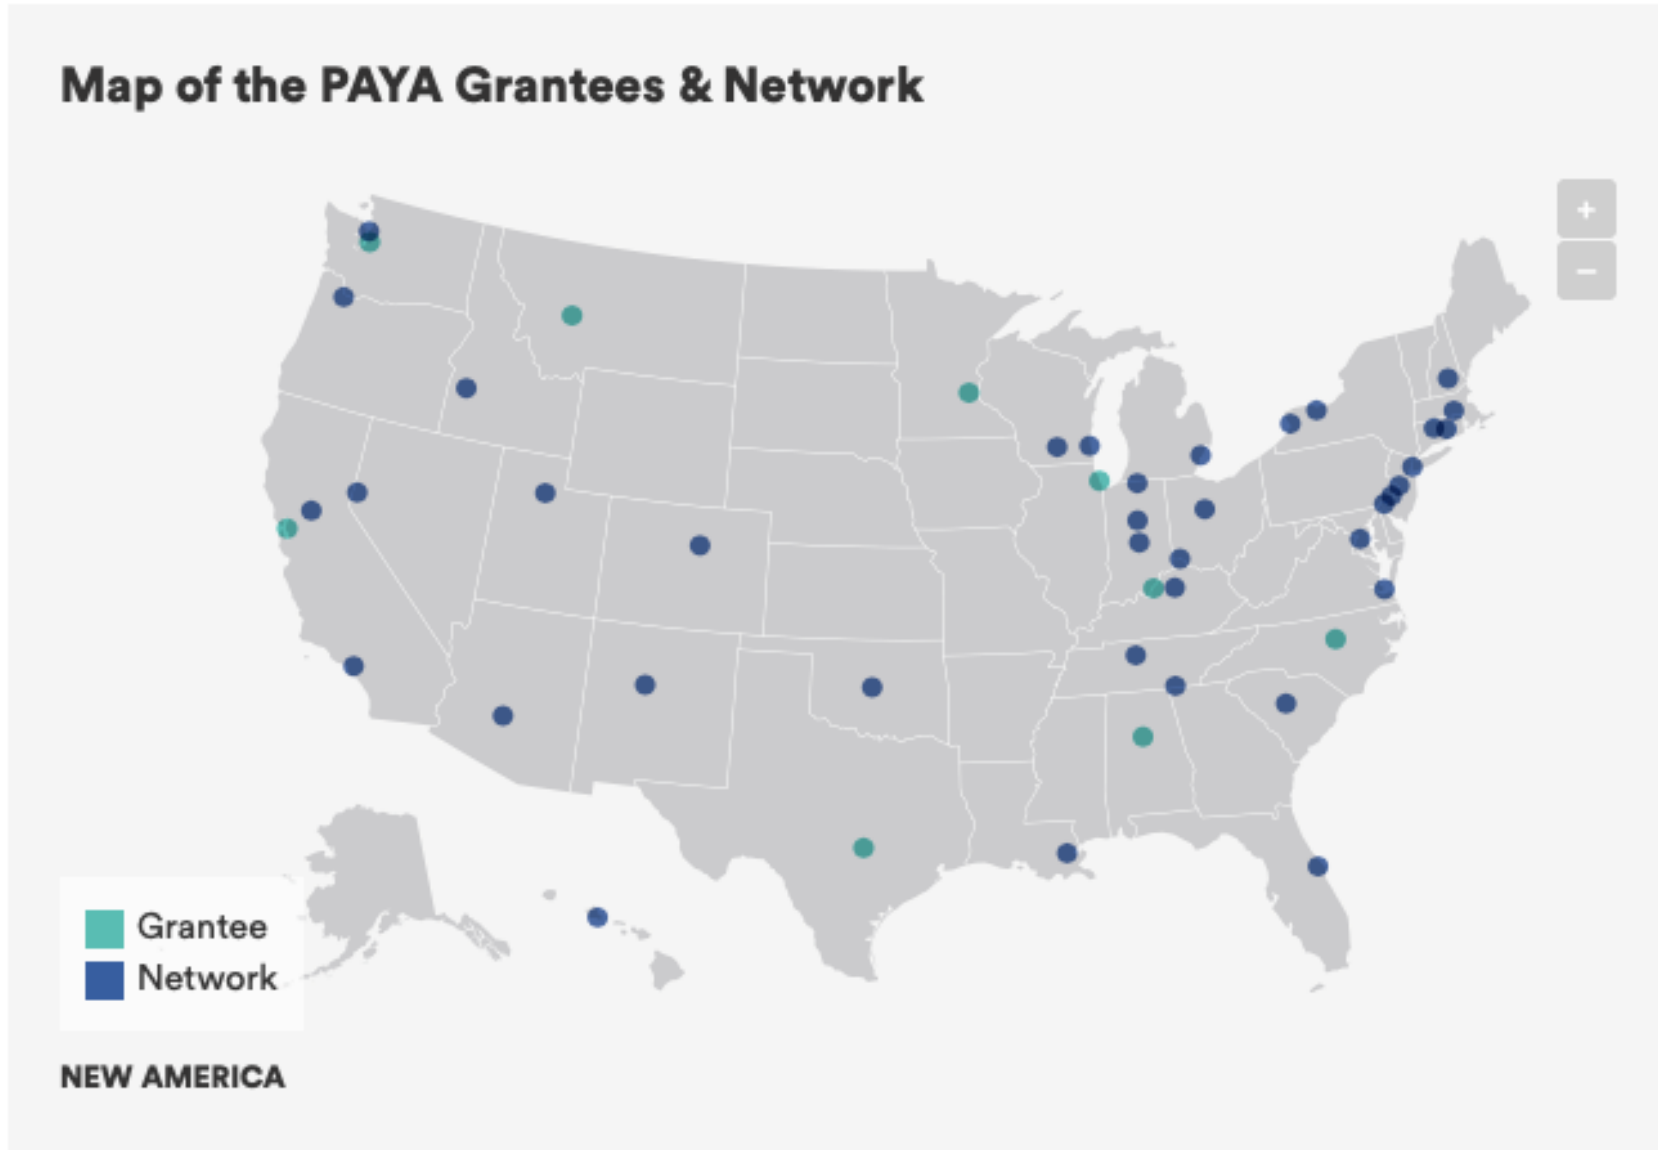 Map of the PAYA Grantees & Network
+
−
Grantee
Network
NEW AMERICA